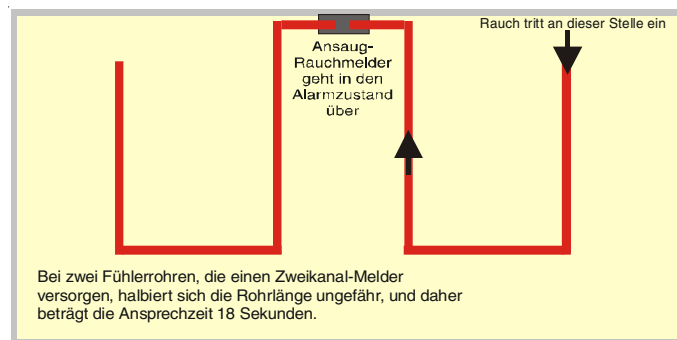 Rauch tritt an dieser Stelle ein
Ansaug-
Rauchmelder
geht in den
Alarmzustand
über
Bei zwei Fühlerrohren, die einen Zweikanal-Melder
versorgen, halbiert sich die Rohrlänge ungefähr, und daher
beträgt die Ansprechzeit 18 Sekunden.